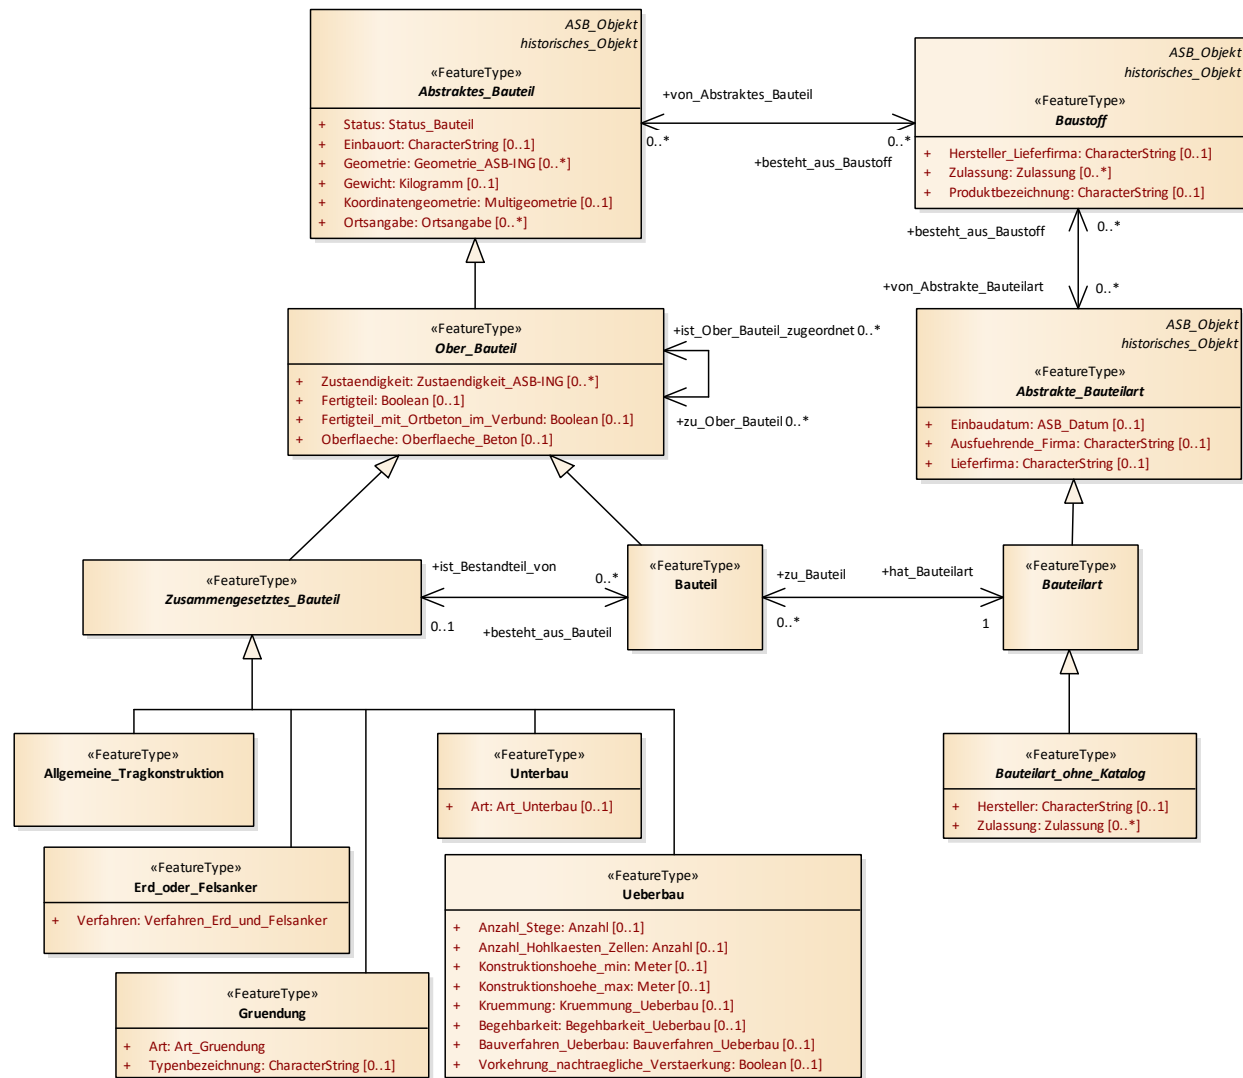 ASB_Objekt
historisches_Objekt
«FeatureType»
Abstraktes_Bauteil
+ Status: Status_Bauteil
+ Einbauort: CharacterString [0..1]
+ Geometrie: Geometrie_ASB-ING [0..*]
+ Gewicht: Kilogramm [0..1]
+ Koordinatengeometrie: Multigeometrie [0..1]
+ Ortsangabe: Ortsangabe [0..*]
+von_Abstraktes_Bauteil
0..*
0..*
+besteht_aus_Baustoff
ASB_Objekt
historisches_Objekt
«FeatureType»
Baustoff
+ Hersteller_Lieferfirma: CharacterString [0..1]
+ Zulassung: Zulassung [0..*]
+ Produktbezeichnung: CharacterString [0..1]
+besteht_aus_Baustoff
0..*
+von_Abstrakte_Bauteilart
0..*
«FeatureType»
Ober_Bauteil
+ Zustaendigkeit: Zustaendigkeit_ASB-ING [0..*]
+ Fertigteil: Boolean [0..1]
+ Fertigteil_mit_Ortbeton_im_Verbund: Boolean [0..1]
+ Oberflaeche: Oberflaeche_Beton [0..1]
+ist_Ober_Bauteil_zugeordnet 0..*
+zu_Ober_Bauteil 0..*
ASB_Objekt
historisches_Objekt
«FeatureType»
Abstrakte_Bauteilart
+ Einbaudatum: ASB_Datum [0..1]
+ Ausfuehrende_Firma: CharacterString [0..1]
+ Lieferfirma: CharacterString [0..1]
«FeatureType»
Zusammengesetztes_Bauteil
+ist_Bestandteil_von
0..*
0..1
+besteht_aus_Bauteil
«FeatureType»
Bauteil
+zu_Bauteil
+hat_Bauteilart
0..*
1
«FeatureType»
Bauteilart
«FeatureType»
Allgemeine_Tragkonstruktion
«FeatureType»
Unterbau
+ Art: Art_Unterbau [0..1]
«FeatureType»
Bauteilart_ohne_Katalog
+ Hersteller: CharacterString [0..1]
+ Zulassung: Zulassung [0..*]
«FeatureType»
Erd_oder_Felsanker
+ Verfahren: Verfahren_Erd_und_Felsanker
«FeatureType»
Ueberbau
+ Anzahl_Stege: Anzahl [0..1]
+ Anzahl_Hohlkaesten_Zellen: Anzahl [0..1]
+ Konstruktionshoehe_min: Meter [0..1]
+ Konstruktionshoehe_max: Meter [0..1]
+ Kruemmung: Kruemmung_Ueberbau [0..1]
+ Begehbarkeit: Begehbarkeit_Ueberbau [0..1]
+ Bauverfahren_Ueberbau: Bauverfahren_Ueberbau [0..1]
+ Vorkehrung_nachtraegliche_Verstaerkung: Boolean [0..1]
«FeatureType»
Gruendung
+ Art: Art_Gruendung
+ Typenbezeichnung: CharacterString [0..1]